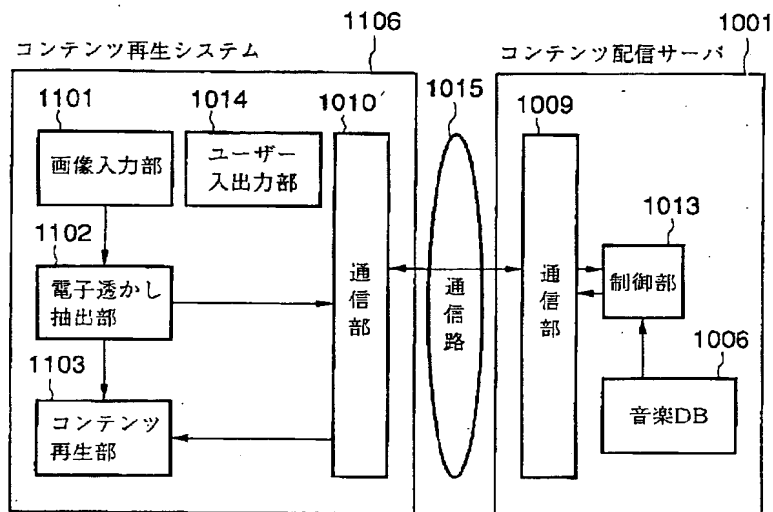 1106
1001
コンテンツ再生システム
コンテンツ配信サーバ
1101
1014
1010'
1015
1009
画像入力部
ユーザー
入出力部
1013
1102
電子透かし
抽出部
通信部
通信路
通信部
制御部
1103
1006
コンテンツ
再生部
音楽DB